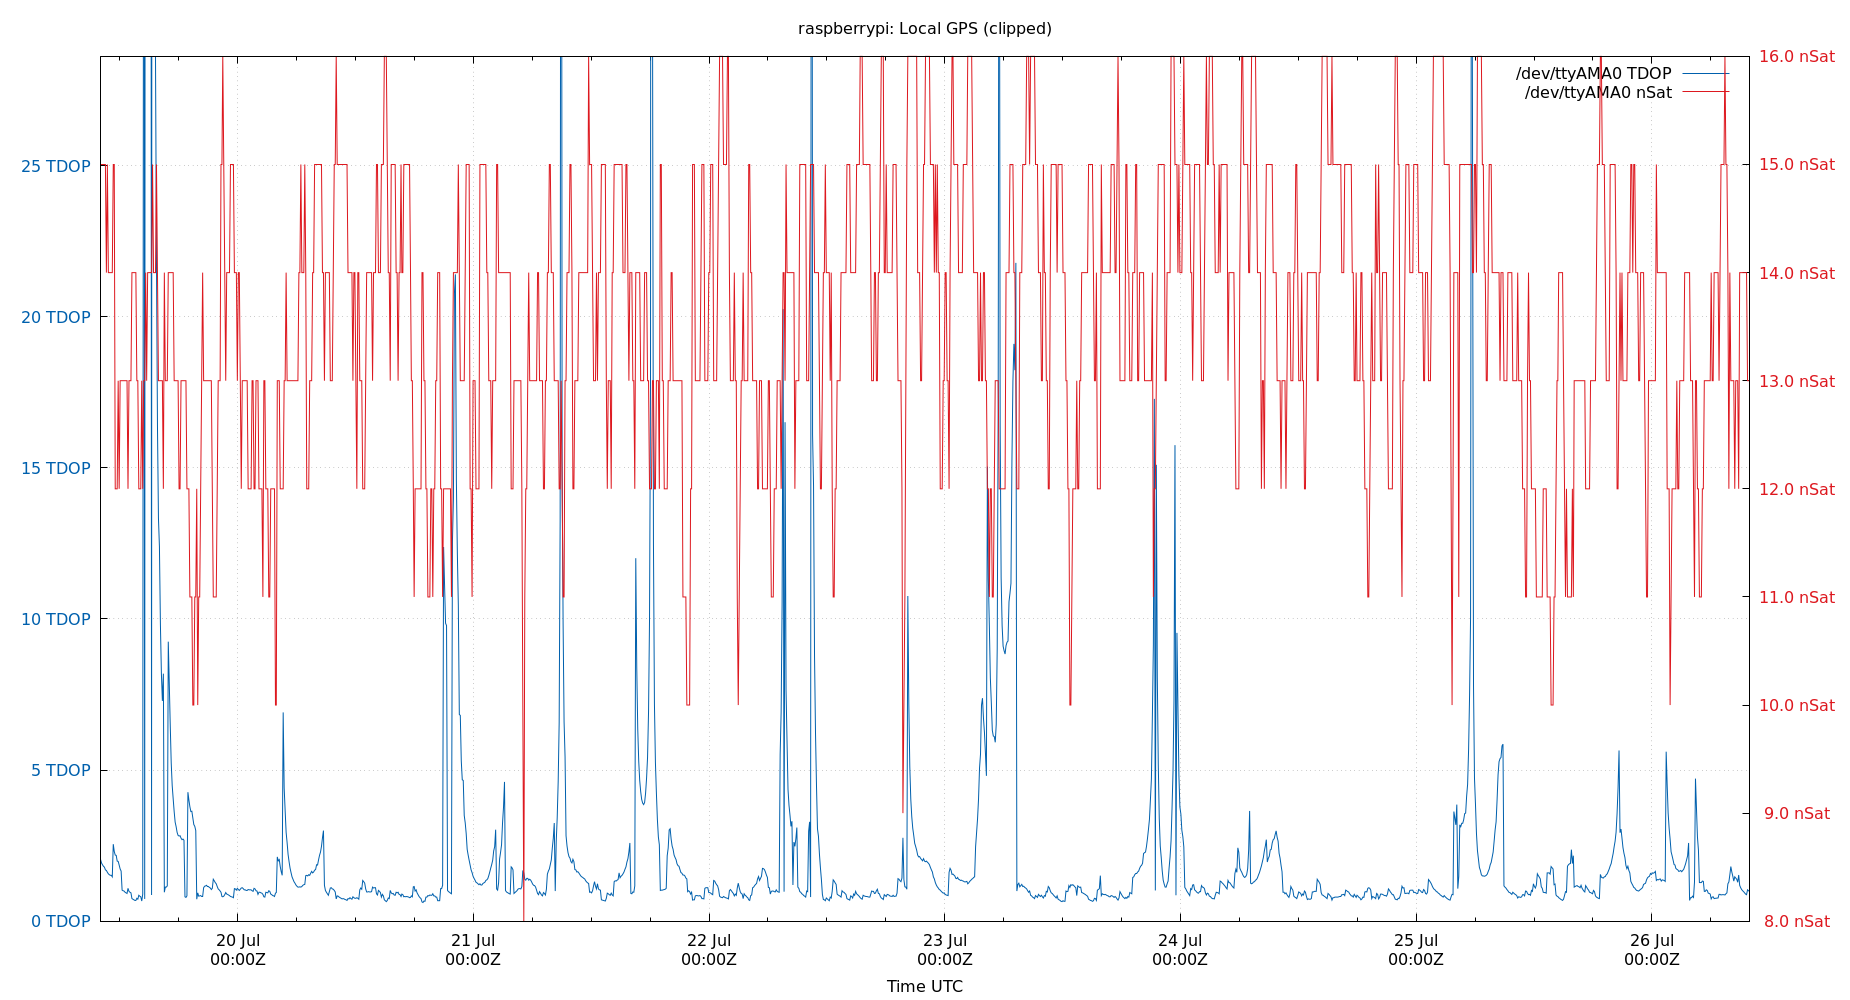 raspberrypi: Local GPS (clipped)
/dev/ttyAMA0 TDOP
/dev/ttyAMA0 nSat
25 TDOP
20 TDOP
15 TDOP
10 TDOP
5 TDOP
0 TDOP
16.0 nSat
15.0 nSat
14.0 nSat
13.0 nSat
12.0 nSat
11.0 nSat
10.0 nSat
9.0 nSat
8.0 nSat
20 Jul
00:00Z
21 Jul
00:00Z
22 Jul
00:00Z
23 Jul
00:00Z
24 Jul
00:00Z
25 Jul
00:00Z
26 Jul
00:00Z
Time UTC